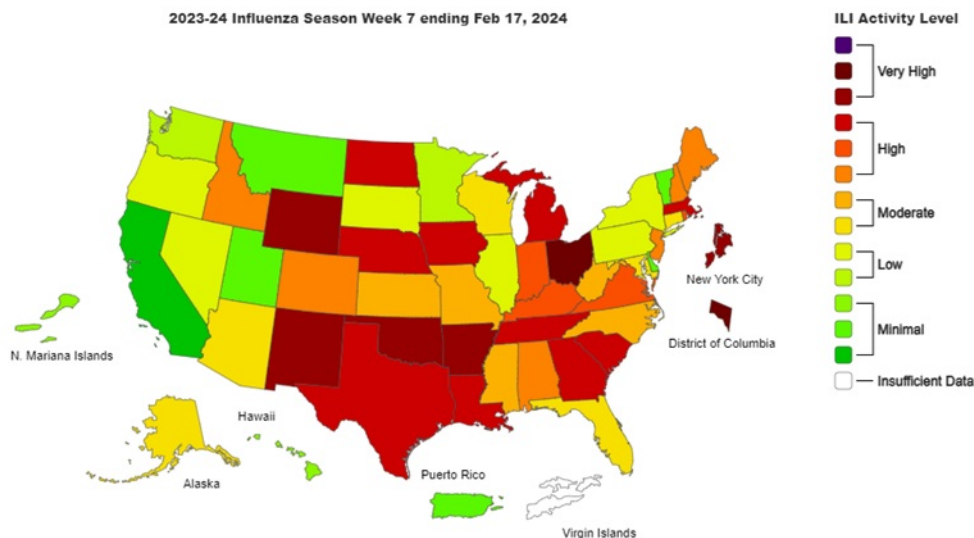 2023-24 Influenza Season Week 7 ending Feb 17, 2024
ILI Activity Level
Very High
High
Moderate
Low
Minimal
Insufficient Data
New York City
District of Columbia
N. Mariana Islands
Hawaii
Alaska
Puerto Rico
Virgin Islands